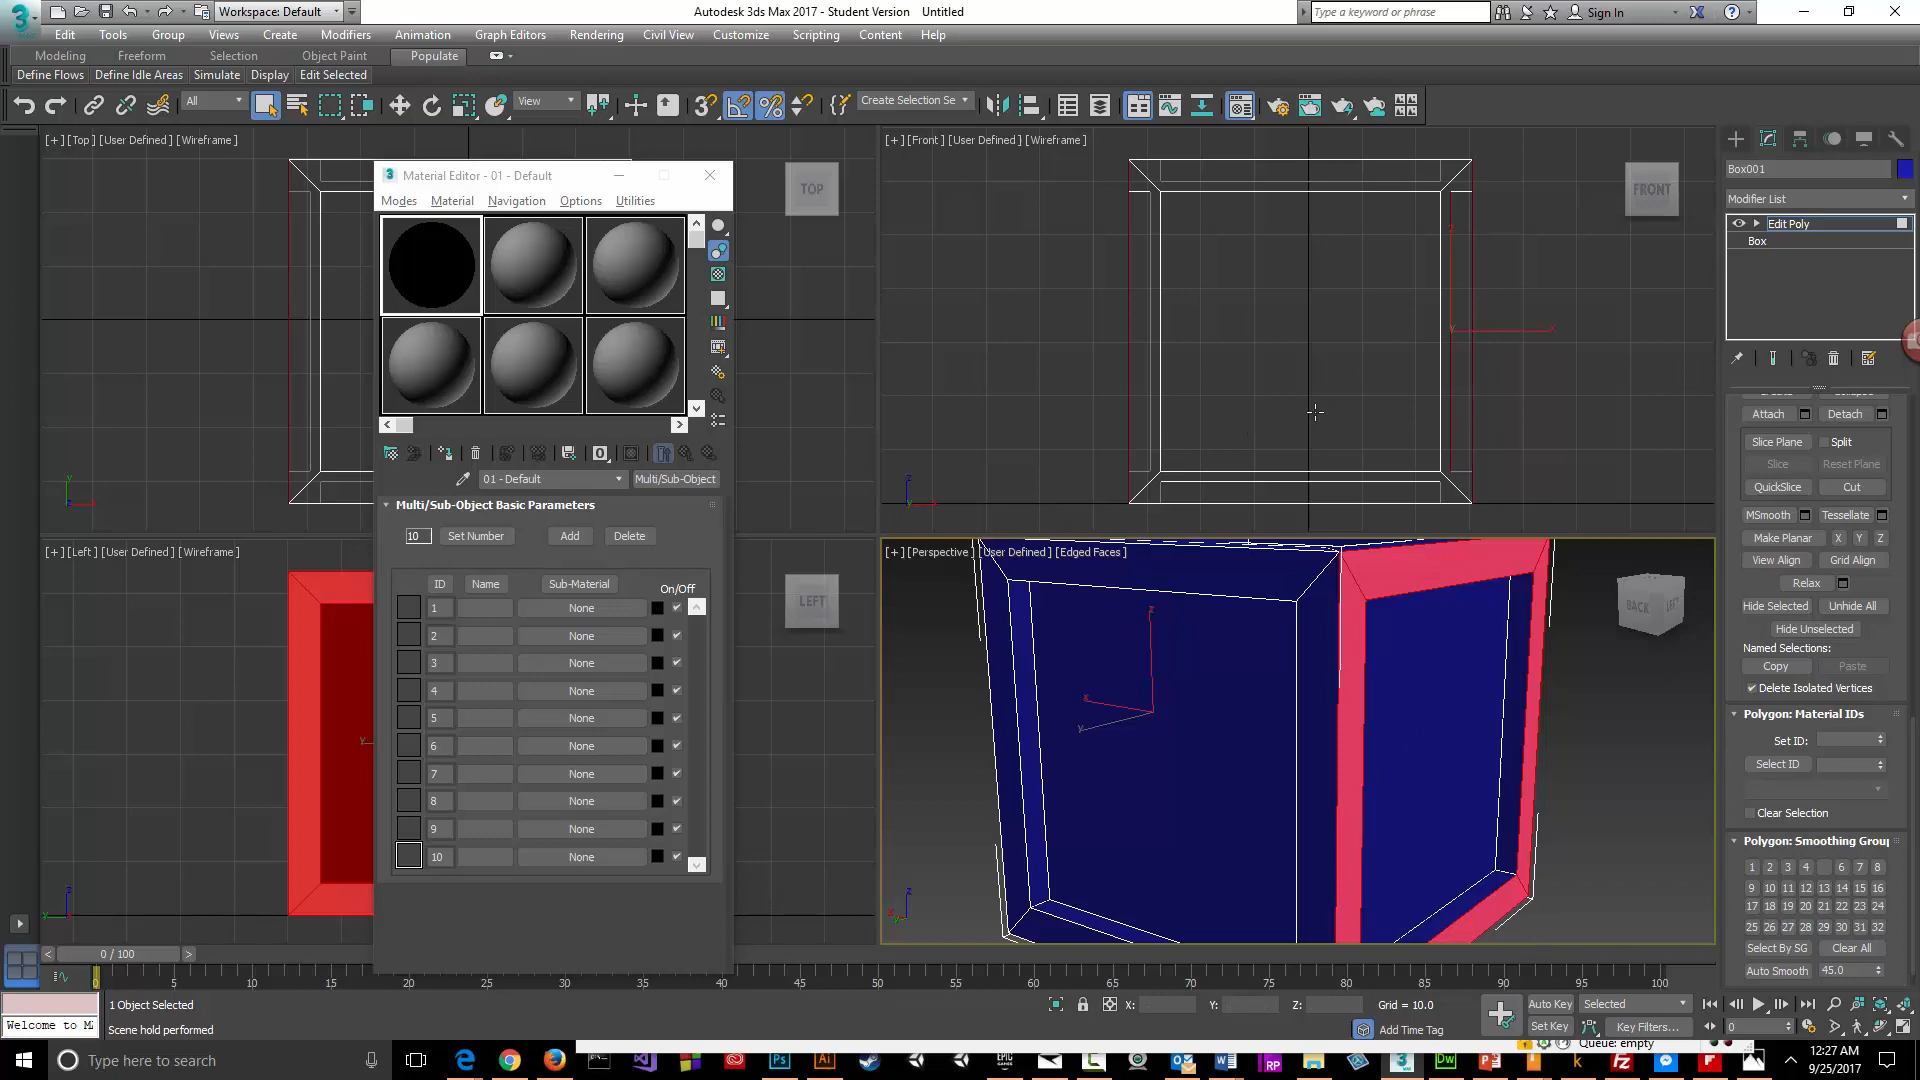 Workspace: Default
Autodesk 3ds Max 2017 - Student Version    Untitled
Type a keyword or phrase
Sign In
Edit Tools Group Views Create Modifiers Animation Graph Editors Rendering Civil View Customize Scripting Content Help
Modeling Freeform Selection Object Paint Populate
Define Flows Define Idle Areas Simulate Display Edit Selected
All
View
Create Selection Se
[+] [Top] [User Defined] [Wireframe]
TOP
[+] [Front] [User Defined] [Wireframe]
FRONT
[+] [Left] [User Defined] [Wireframe]
LEFT
[+] [Perspective] [User Defined] [Edged Faces]
BACK LEFT
Material Editor - 01 - Default
Modes Material Navigation Options Utilities
01 - Default
Multi/Sub-Object
Multi/Sub-Object Basic Parameters
10 Set Number Add Delete
ID Name Sub-Material On/Off
1 None
2 None
3 None
4 None
5 None
6 None
7 None
8 None
9 None
10 None
Box001
Modifier List
Edit Poly
Box
Attach Detach
Slice Plane Split
Slice Reset Plane
QuickSlice Cut
MSmooth Tessellate
Make Planar X Y Z
View Align Grid Align
Relax
Hide Selected Unhide All
Hide Unselected
Named Selections:
Copy Paste
Delete Isolated Vertices
Polygon: Material IDs
Set ID:
Select ID
Clear Selection
Polygon: Smoothing Group
1 2 3 4 6 7 8
9 10 11 12 13 14 15 16
17 18 19 20 21 22 23 24
25 26 27 28 29 30 31 32
Select By SG Clear All
Auto Smooth 45.0
0 / 100
0 5 10 15 20 25 30 35 40 45 50 55 60 65 70 75 80 85 90 95 100
1 Object Selected
Welcome to M
Scene hold performed
X: Y: Z: Grid = 10.0
Add Time Tag
Auto Key Selected
Set Key Key Filters...
0
Queue: empty
Type here to search
12:27 AM
9/25/2017